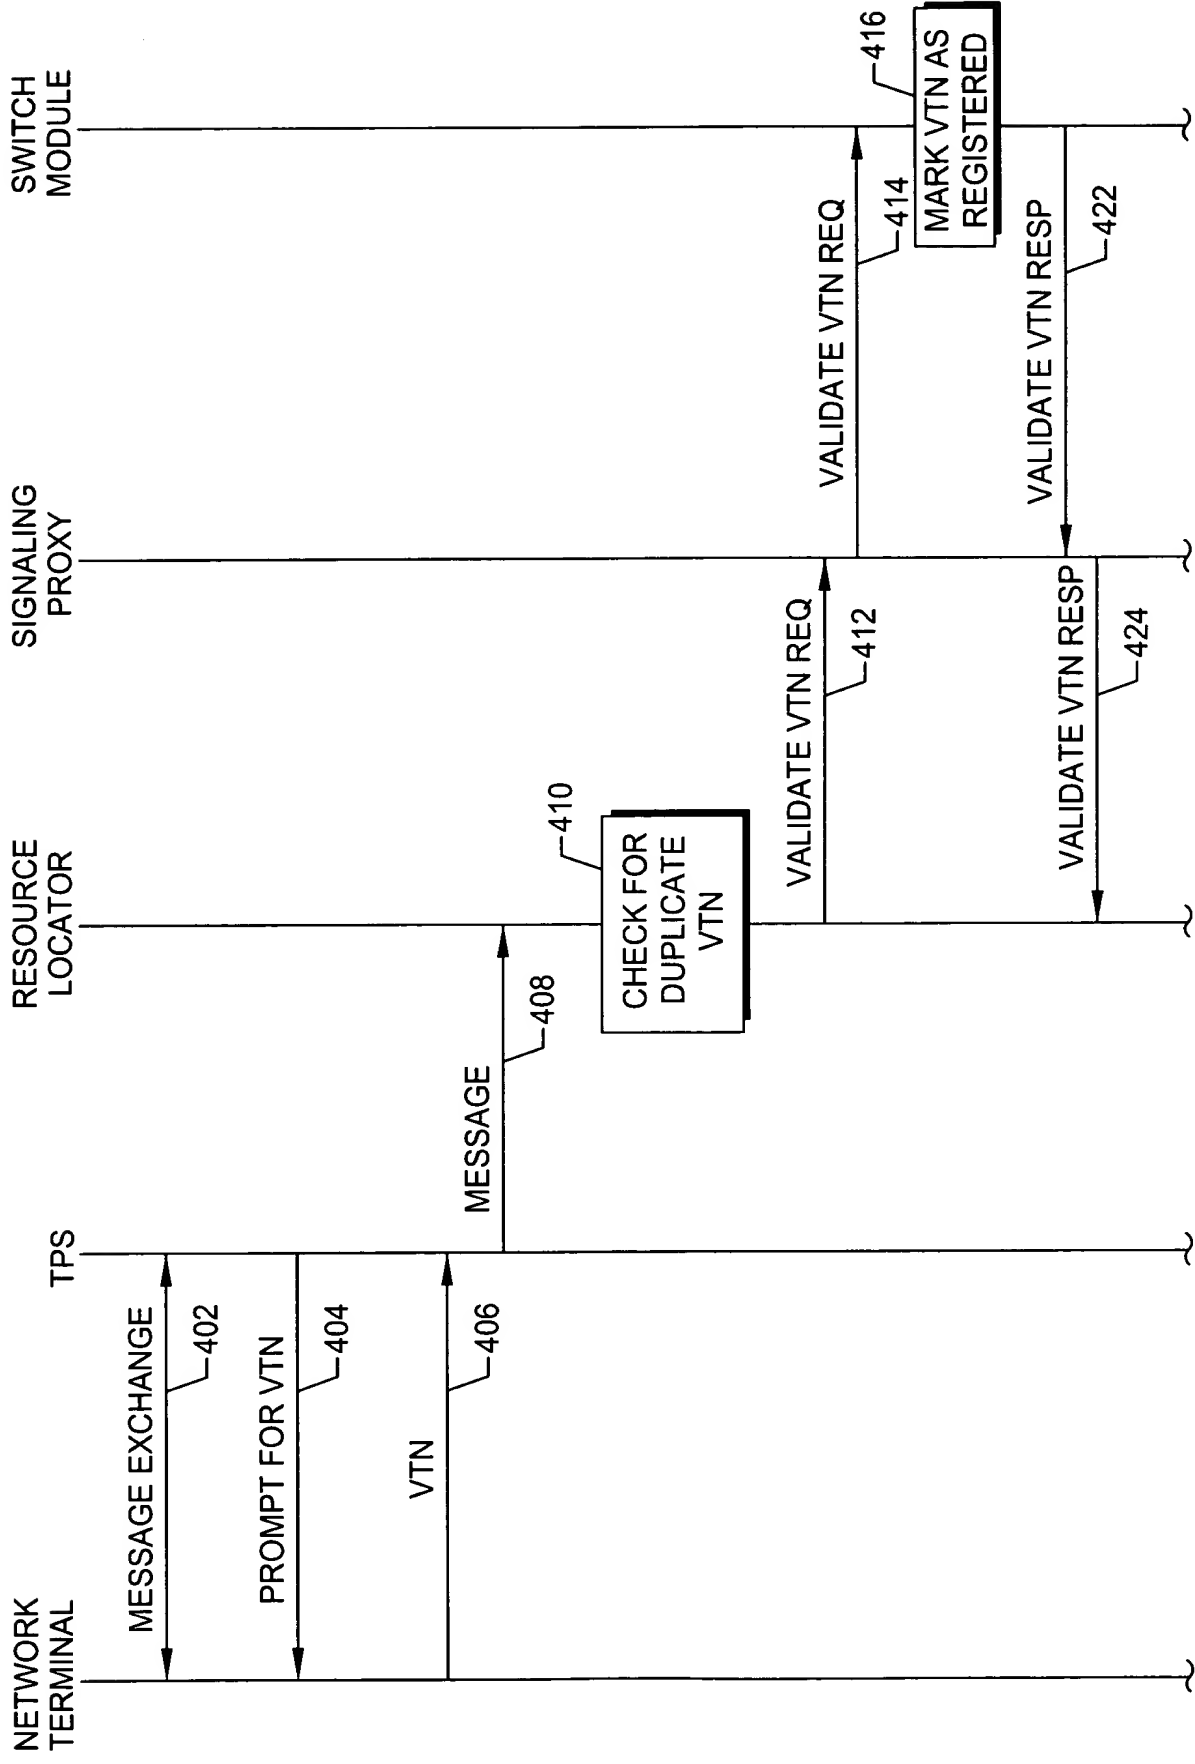 NETWORK
TERMINAL
TPS
RESOURCE
LOCATOR
SIGNALING
PROXY
SWITCH
MODULE
MESSAGE EXCHANGE
402
PROMPT FOR VTN
404
VTN
406
MESSAGE
408
410
CHECK FOR
DUPLICATE
VTN
VALIDATE VTN REQ
412
VALIDATE VTN REQ
414
416
MARK VTN AS
REGISTERED
VALIDATE VTN RESP
422
VALIDATE VTN RESP
424